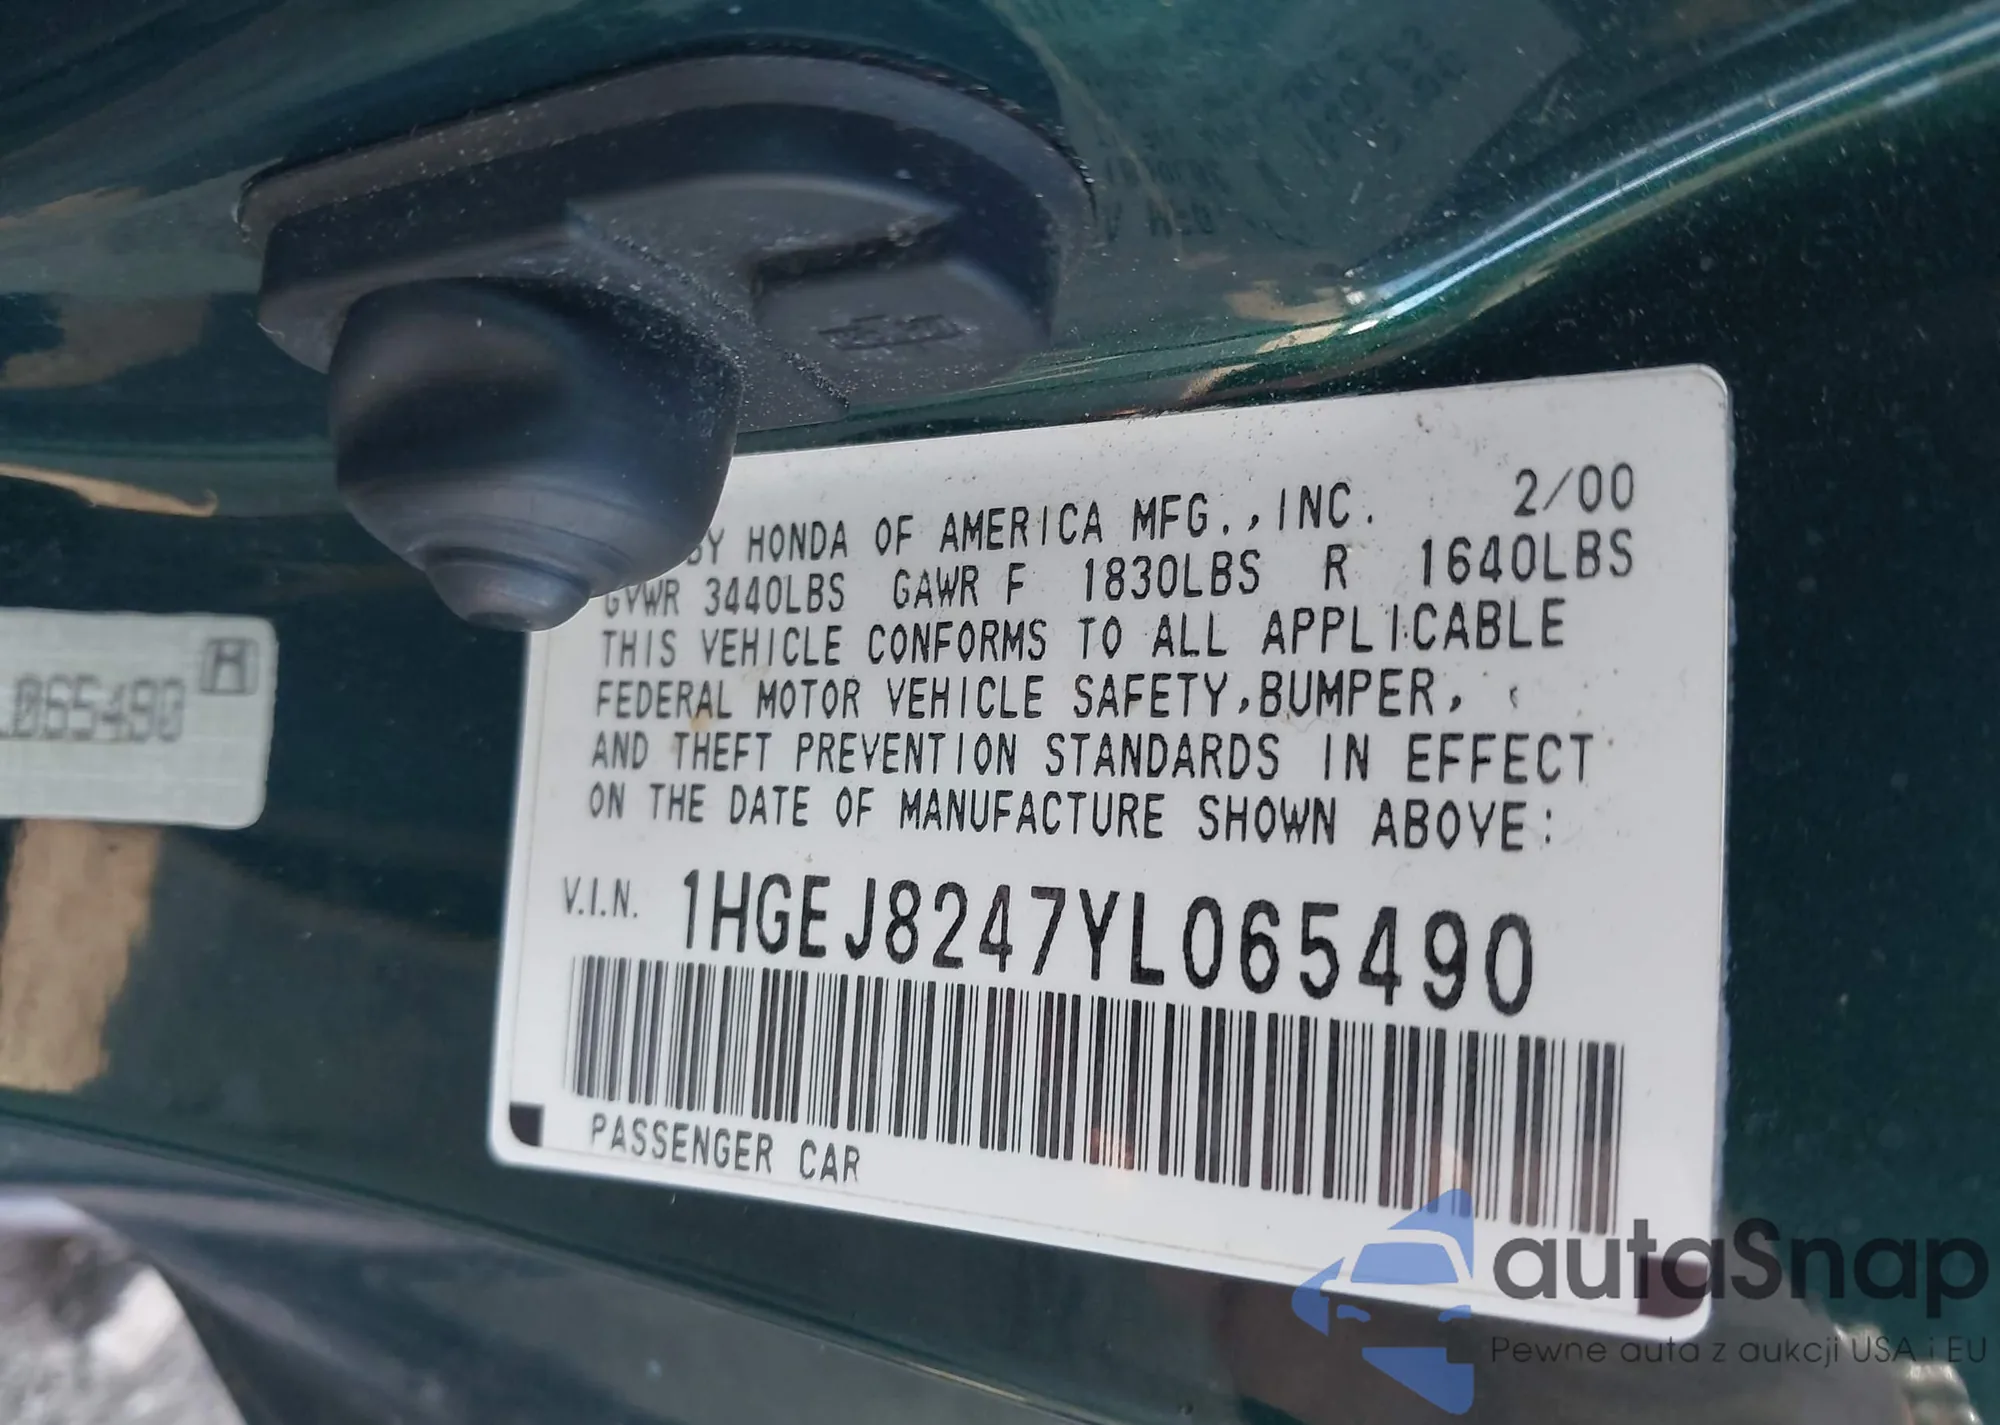 BY HONDA OF AMERICA MFG., INC. 2/00
GVWR 3440LBS GAWR F 1830LBS R 1640LBS
THIS VEHICLE CONFORMS TO ALL APPLICABLE
FEDERAL MOTOR VEHICLE SAFETY, BUMPER,
AND THEFT PREVENTION STANDARDS IN EFFECT
ON THE DATE OF MANUFACTURE SHOWN ABOVE:
V.I.N. 1HGEJ8247YL065490
PASSENGER CAR
L065490
autaSnap
Pewne auta z aukcji USA i EU